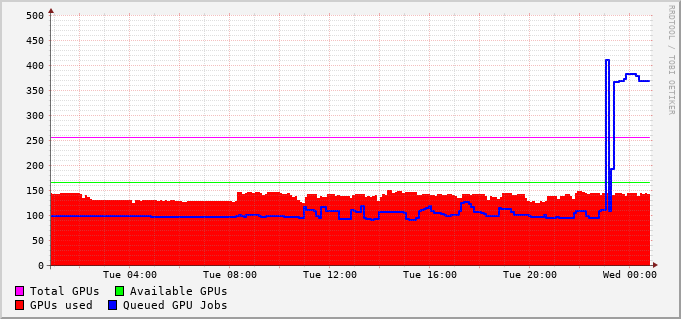 500
450
400
350
300
250
200
150
100
50
0
Tue 04:00 Tue 08:00 Tue 12:00 Tue 16:00 Tue 20:00 Wed 00:00
Total GPUs Available GPUs
GPUs used Queued GPU Jobs
RRDTOOL / TOBI OETIKER